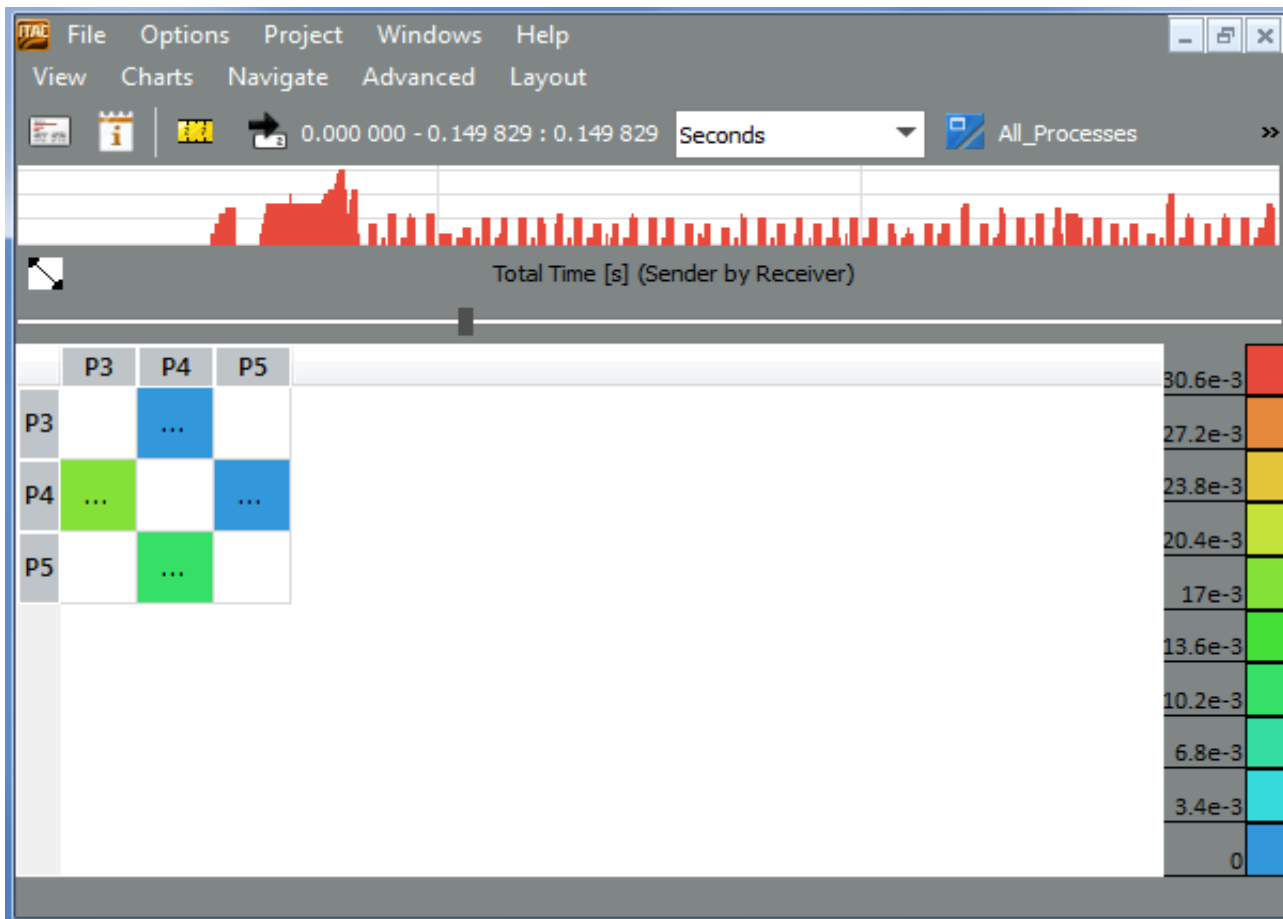 ITAC File Options Project Windows Help
View Charts Navigate Advanced Layout
0.000 000 - 0.149 829 : 0.149 829 Seconds All_Processes »
Total Time [s] (Sender by Receiver)
P3 P4 P5
30.6e-3
P3 ...
27.2e-3
P4 ... ...
23.8e-3
20.4e-3
P5 ...
17e-3
13.6e-3
10.2e-3
6.8e-3
3.4e-3
0